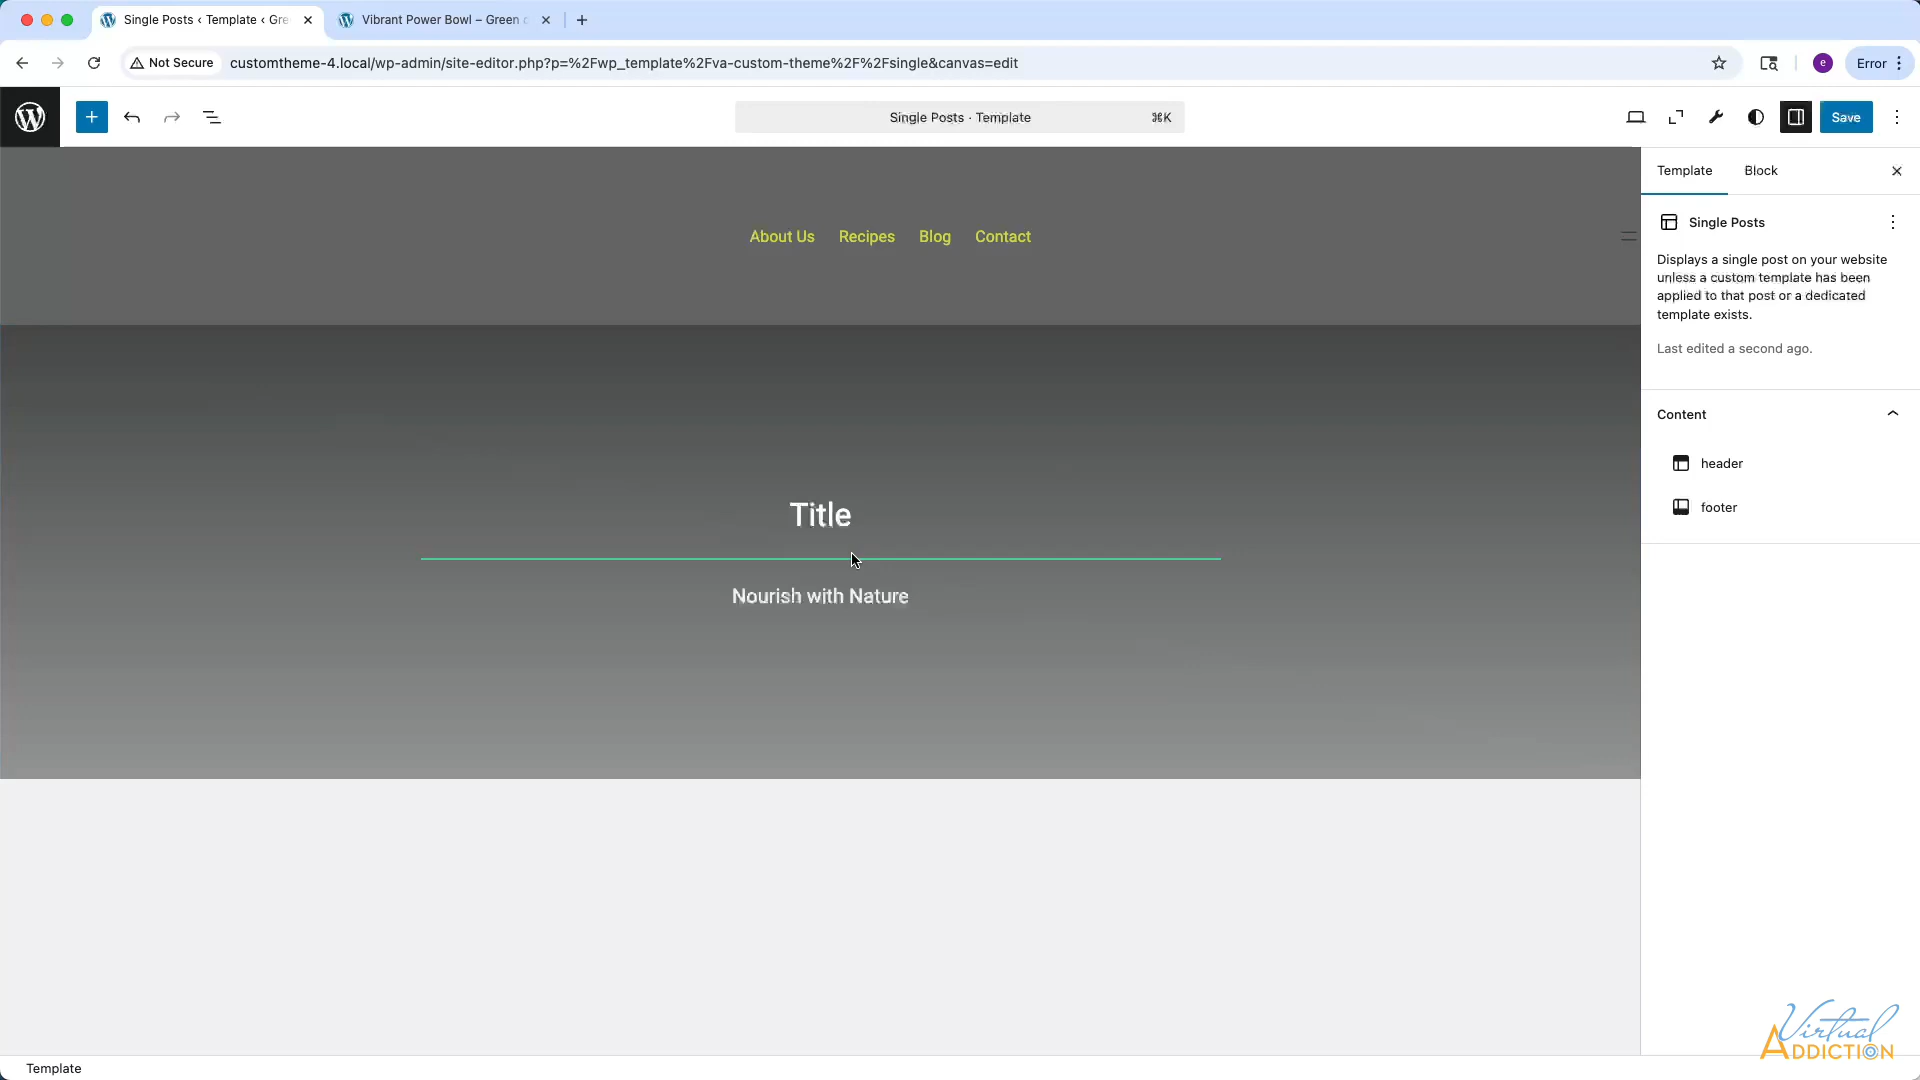 Single Posts ‹ Template ‹ Gre
Vibrant Power Bowl – Green
Not Secure
customtheme-4.local/wp-admin/site-editor.php?p=%2Fwp_template%2Fva-custom-theme%2F%2Fsingle&canvas=edit
e
Error
Single Posts · Template
⌘K
Save
About Us
Recipes
Blog
Contact
Title
Nourish with Nature
Template
Block
Single Posts
Displays a single post on your website
unless a custom template has been
applied to that post or a dedicated
template exists.
Last edited a second ago.
Content
header
footer
Template
Virtual
ADDICTION